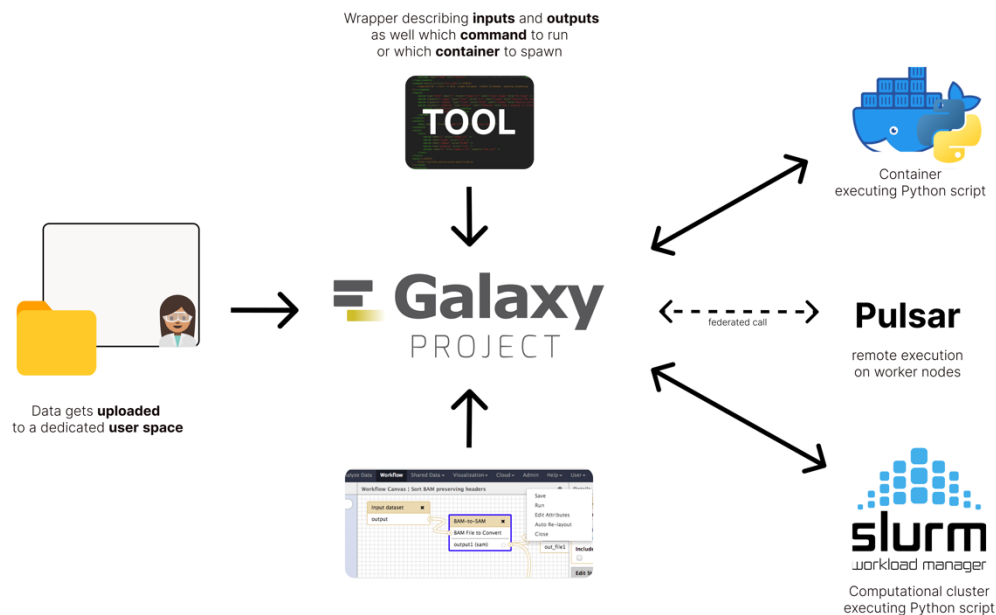 Wrapper describing inputs and outputs
as well which command to run
or which container to spawn
TOOL
Container
executing Python script
Galaxy
PROJECT
federated call
Pulsar
remote execution
on worker nodes
Data gets uploaded
to a dedicated user space
Workflow Shared Data Visualization Cloud Admin Help User
Workflow Canvas | Sort BAM preserving headers
Input dataset
output
BAM-to-SAM
BAM File to Convert
output1 (sam)
Save
Run
Edit Attributes
Auto Re-layout
Close
out_file1
slurm
workload manager
Computational cluster
executing Python script